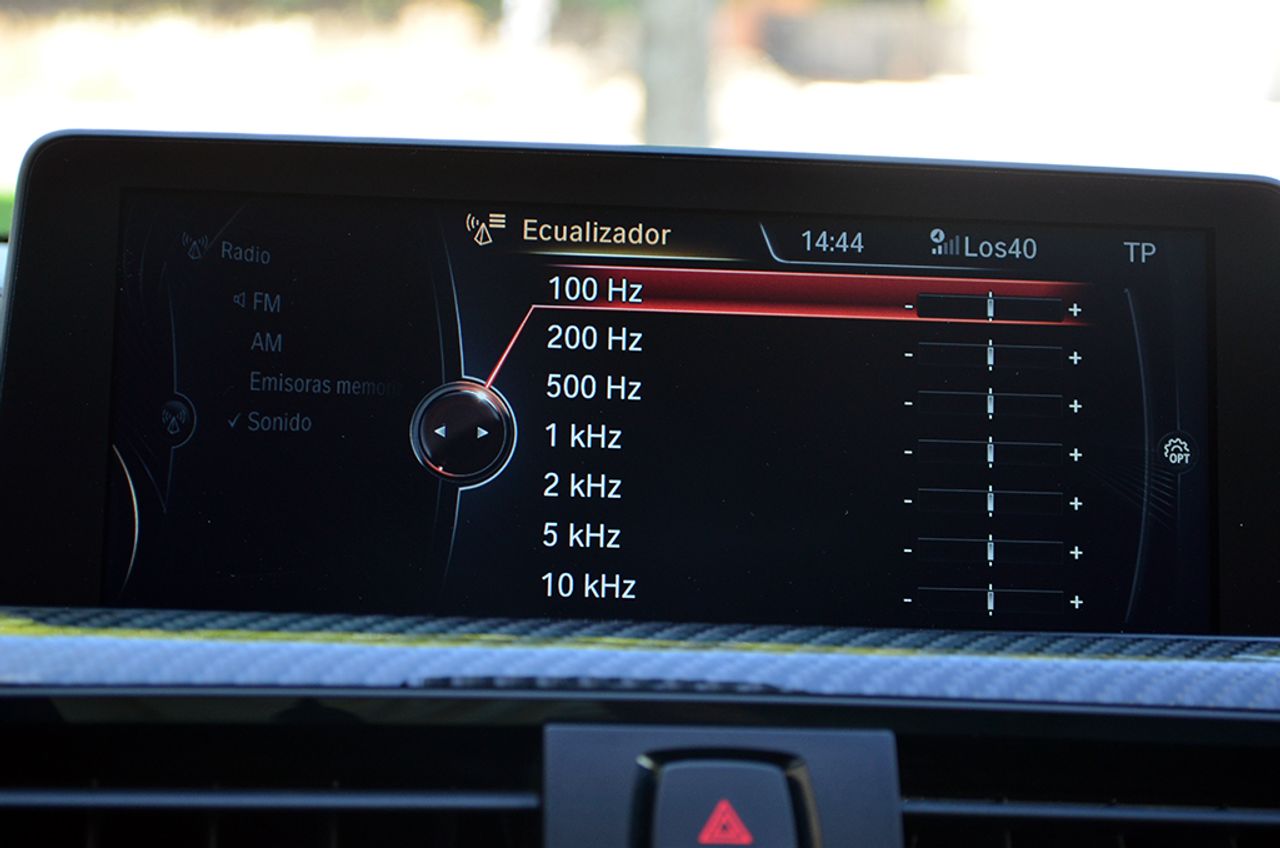 Radio
FM
AM
Emisoras memori
✓ Sonido
Ecualizador
14:44
Los40
TP
100 Hz - +
200 Hz - +
500 Hz - +
1 kHz - +
2 kHz - +
5 kHz - +
10 kHz - +
OPT